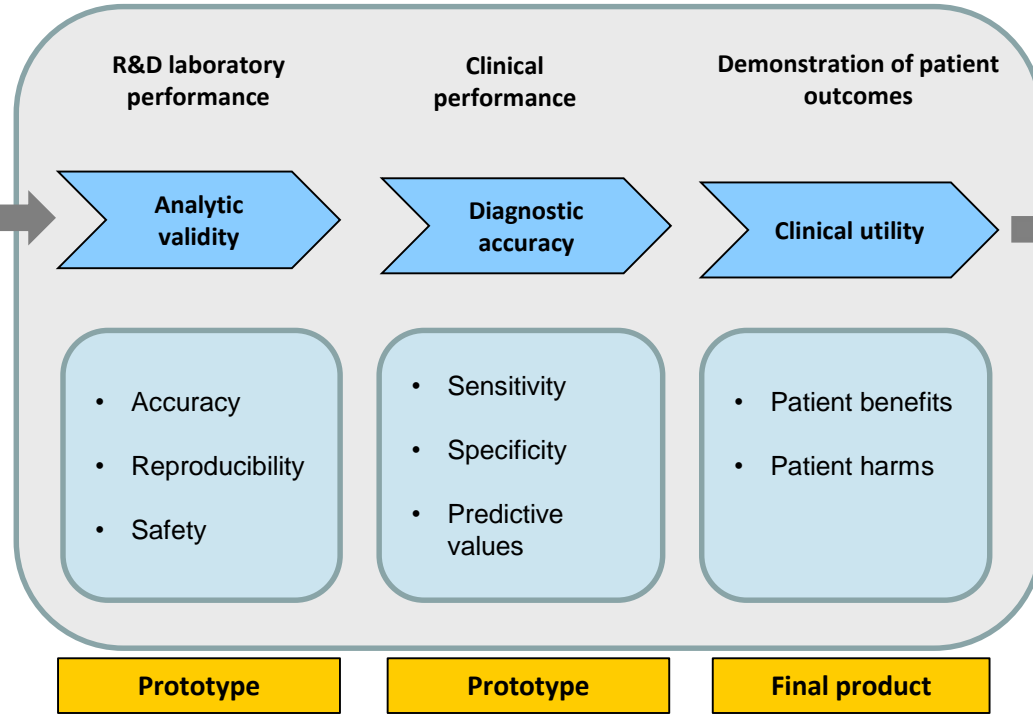 R&D laboratory
performance
Clinical
performance
Demonstration of patient
outcomes
Analytic
validity
Diagnostic
accuracy
Clinical utility
• Accuracy
• Reproducibility
• Safety
• Sensitivity
• Specificity
• Predictive
values
• Patient benefits
• Patient harms
Prototype
Prototype
Final product